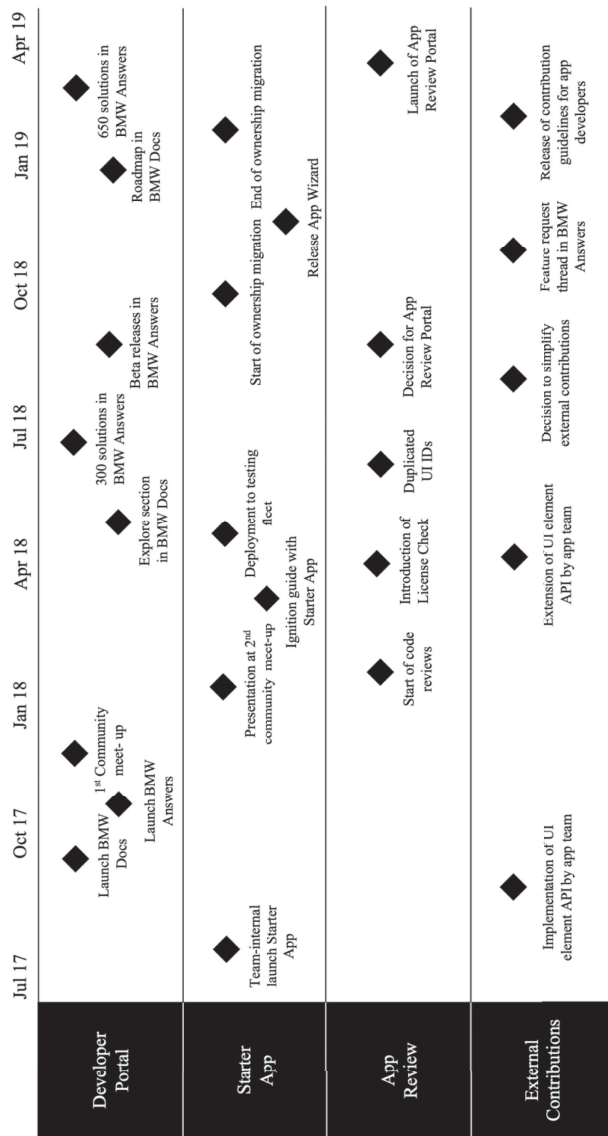 Jul 17
Oct 17
Jan 18
Apr 18
Jul 18
Oct 18
Jan 19
Apr 19
Developer
Portal
Launch BMW
Docs
Launch BMW
Answers
1st Community
meet- up
Explore section
in BMW Docs
300 solutions in
BMW Answers
Beta releases in
BMW Answers
Roadmap in
BMW Docs
650 solutions in
BMW Answers
Starter
App
Team-internal
launch Starter
App
Presentation at 2nd
community meet-up
Ignition guide with
Starter App
Deployment to testing
fleet
Start of ownership migration
Release App Wizard
End of ownership migration
App
Review
Start of code
reviews
Introduction of
License Check
Duplicated
UI IDs
Decision for App
Review Portal
Launch of App
Review Portal
External
Contributions
Implementation of UI
element API by app team
Extension of UI element
API by app team
Decision to simplify
external contributions
Feature request
thread in BMW
Answers
Release of contribution
guidelines for app
developers